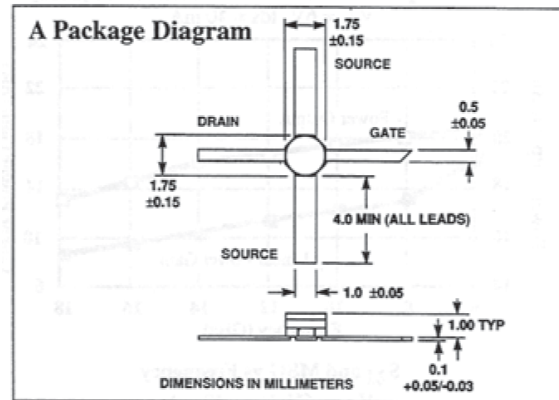 A Package Diagram
1.75
±0.15
SOURCE
DRAIN
GATE
0.5
±0.05
1.75
±0.15
4.0 MIN (ALL LEADS)
SOURCE
1.0 ±0.05
1.00 TYP
0.1
+0.05/-0.03
DIMENSIONS IN MILLIMETERS